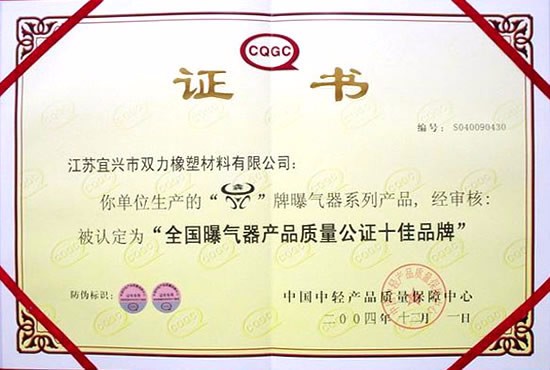 CQGC
证书
编号：S040090430
江苏宜兴市双力橡塑材料有限公司：
你单位生产的“鑫”牌曝气器系列产品，经审核：
被认定为“全国曝气器产品质量公证十佳品牌”
防伪标识：
中国中轻产品质量保障中心
二00四年十二月一日